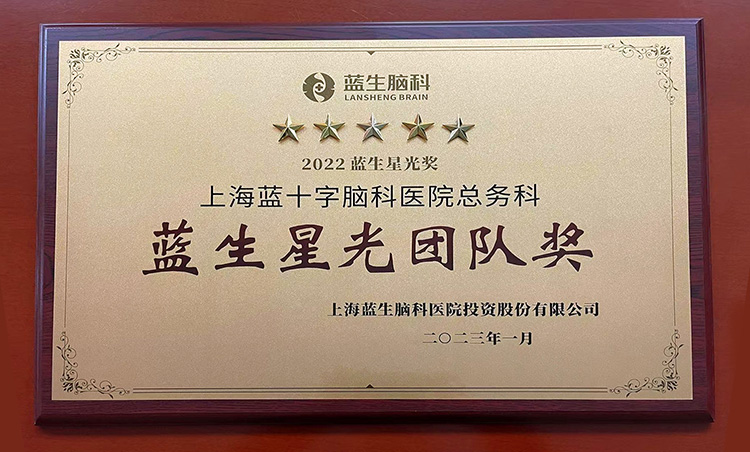 蓝生脑科
LANSHENG BRAIN
2022 蓝生星光奖
上海蓝十字脑科医院总务科
蓝生星光团队奖
上海蓝生脑科医院投资股份有限公司
二〇二三年一月